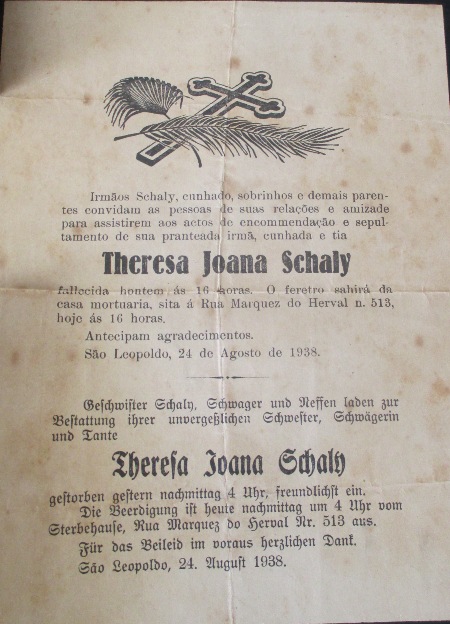 Irmãos Schaly, cunhado, sobrinhos e demais paren-
tes convidam as pessoas de suas relações e amizade
para assistirem aos actos de encommendação e sepul-
tamento de sua pranteada irmã, cunhada e tia
Theresa Joana Schaly
fallecida hontem ás 16 horas. O feretro sahirá da
casa mortuaria, sita á Rua Marquez do Herval n. 513,
hoje ás 16 horas.
Antecipam agradecimentos.
São Leopoldo, 24 de Agosto de 1938.
Geschwister Schaly, Schwager und Neffen laden zur
Bestattung ihrer unvergeßlichen Schwester, Schwägerin
und Tante
Theresa Joana Schaly
gestorben gestern nachmittag 4 Uhr, freundlichst ein.
Die Beerdigung ist heute nachmittag um 4 Uhr vom
Sterbehause, Rua Marquez do Herval Nr. 513 aus.
Für das Beileid im voraus herzlichen Dank.
São Leopoldo, 24. August 1938.